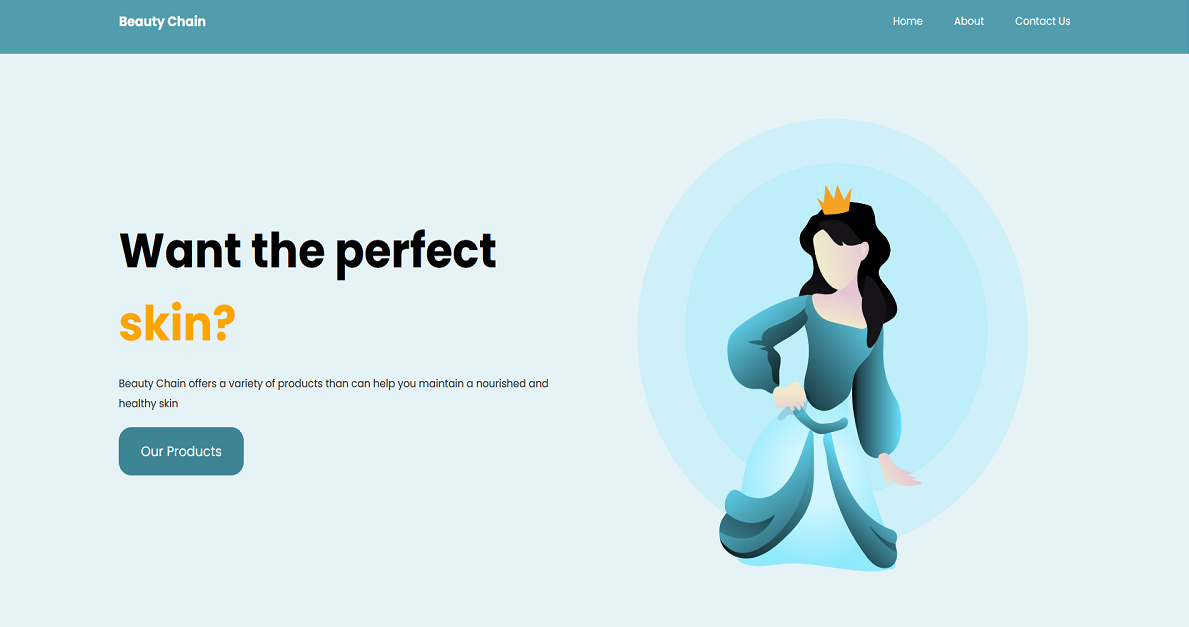 Beauty Chain
Home
About
Contact Us
Want the perfect
skin?
Beauty Chain offers a variety of products than can help you maintain a nourished and
healthy skin
Our Products